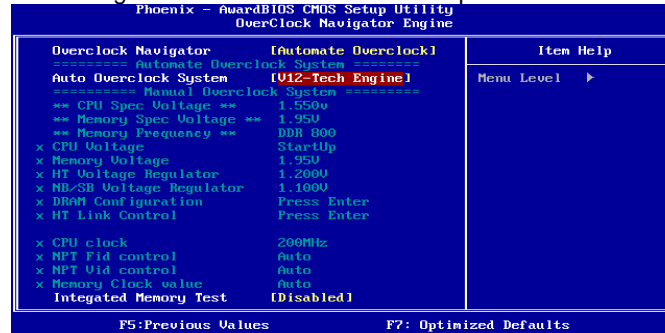 Phoenix - AwardBIOS CMOS Setup Utility
OverClock Navigator Engine
Overclock Navigator [Automate Overclock] Item Help
========= Automate Overclock System ========
Auto Overclock System [V12-Tech Engine] Menu Level ▶
========= Manual Overclock System =========
** CPU Spec Voltage ** 1.550v
** Memory Spec Voltage ** 1.95V
** Memory Frequency ** DDR 800
x CPU Voltage StartUp
x Memory Voltage 1.95V
x HT Voltage Regulator 1.200V
x NB/SB Voltage Regulator 1.100V
x DRAM Configuration Press Enter
x HT Link Control Press Enter
x CPU clock 200MHz
x NPT Fid control Auto
x NPT Vid control Auto
x Memory Clock value Auto
Integated Memory Test [Disabled]
F5:Previous Values F7: Optimized Defaults